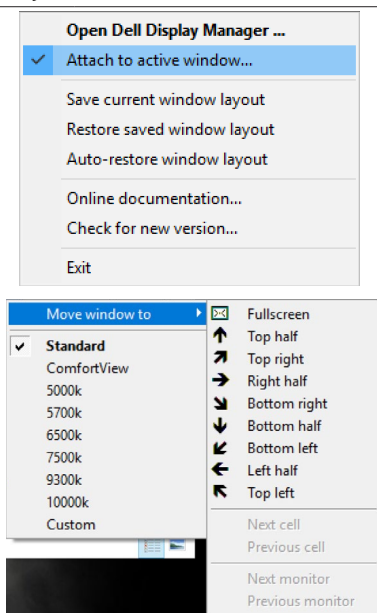 Open Dell Display Manager ...
Attach to active window...
Save current window layout
Restore saved window layout
Auto-restore window layout
Online documentation...
Check for new version...
Exit
Move window to
Standard
ComfortView
5000k
5700k
6500k
7500k
9300k
10000k
Custom
Fullscreen
Top half
Top right
Right half
Bottom right
Bottom half
Bottom left
Left half
Top left
Next cell
Previous cell
Next monitor
Previous monitor